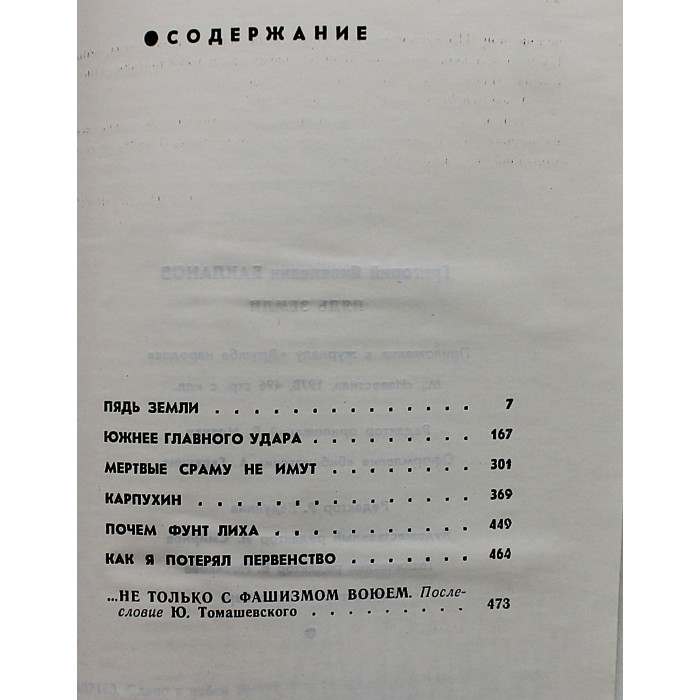 ● СОДЕРЖАНИЕ
ПЯДЬ ЗЕМЛИ . . . . . . . . . . . . . . . 7
ЮЖНЕЕ ГЛАВНОГО УДАРА . . . . . . . . . 167
МЕРТВЫЕ СРАМУ НЕ ИМУТ . . . . . . . . 301
КАРПУХИН . . . . . . . . . . . . . . . 369
ПОЧЕМ ФУНТ ЛИХА . . . . . . . . . . . 449
КАК Я ПОТЕРЯЛ ПЕРВЕНСТВО . . . . . . . 464
...НЕ ТОЛЬКО С ФАШИЗМОМ ВОЮЕМ. После-
словие Ю. Томашевского . . . . . . . . 473